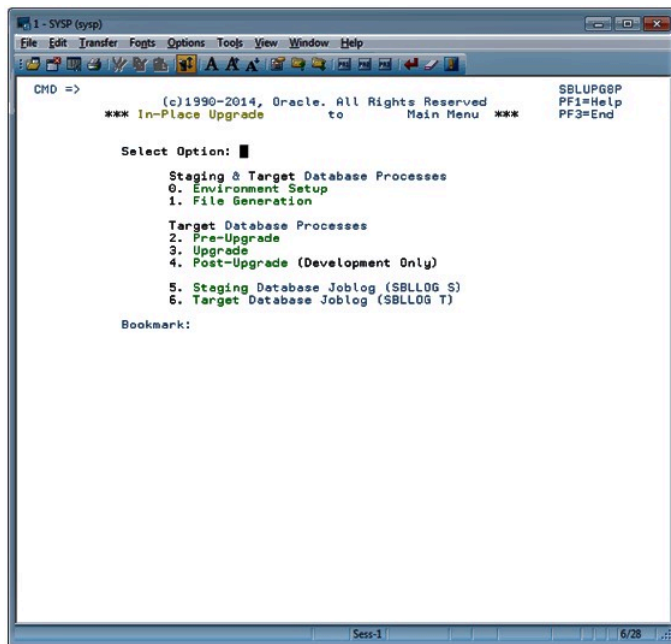 1 - SYSP (sysp)
File Edit Transfer Fonts Options Tools View Window Help
CMD => SBLUPG8P
(c)1990-2014, Oracle. All Rights Reserved PF1=Help
*** In-Place Upgrade to Main Menu *** PF3=End
Select Option:
Staging & Target Database Processes
0. Environment Setup
1. File Generation
Target Database Processes
2. Pre-Upgrade
3. Upgrade
4. Post-Upgrade (Development Only)
5. Staging Database Joblog (SBLLOG S)
6. Target Database Joblog (SBLLOG T)
Bookmark:
Sess-1 6/28